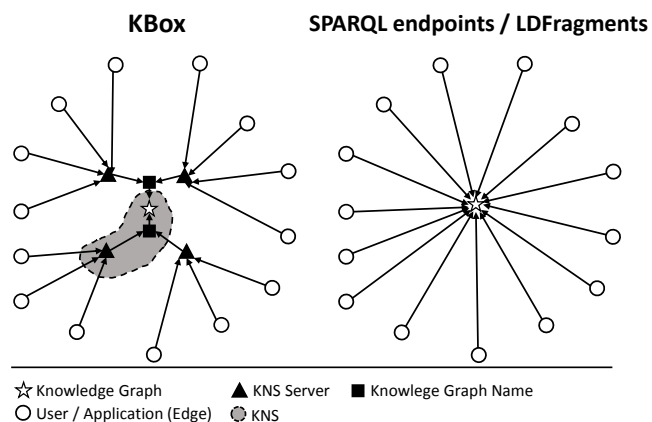 KBox
SPARQL endpoints / LDFragments
Knowledge Graph
KNS Server
Knowlege Graph Name
User / Application (Edge)
KNS